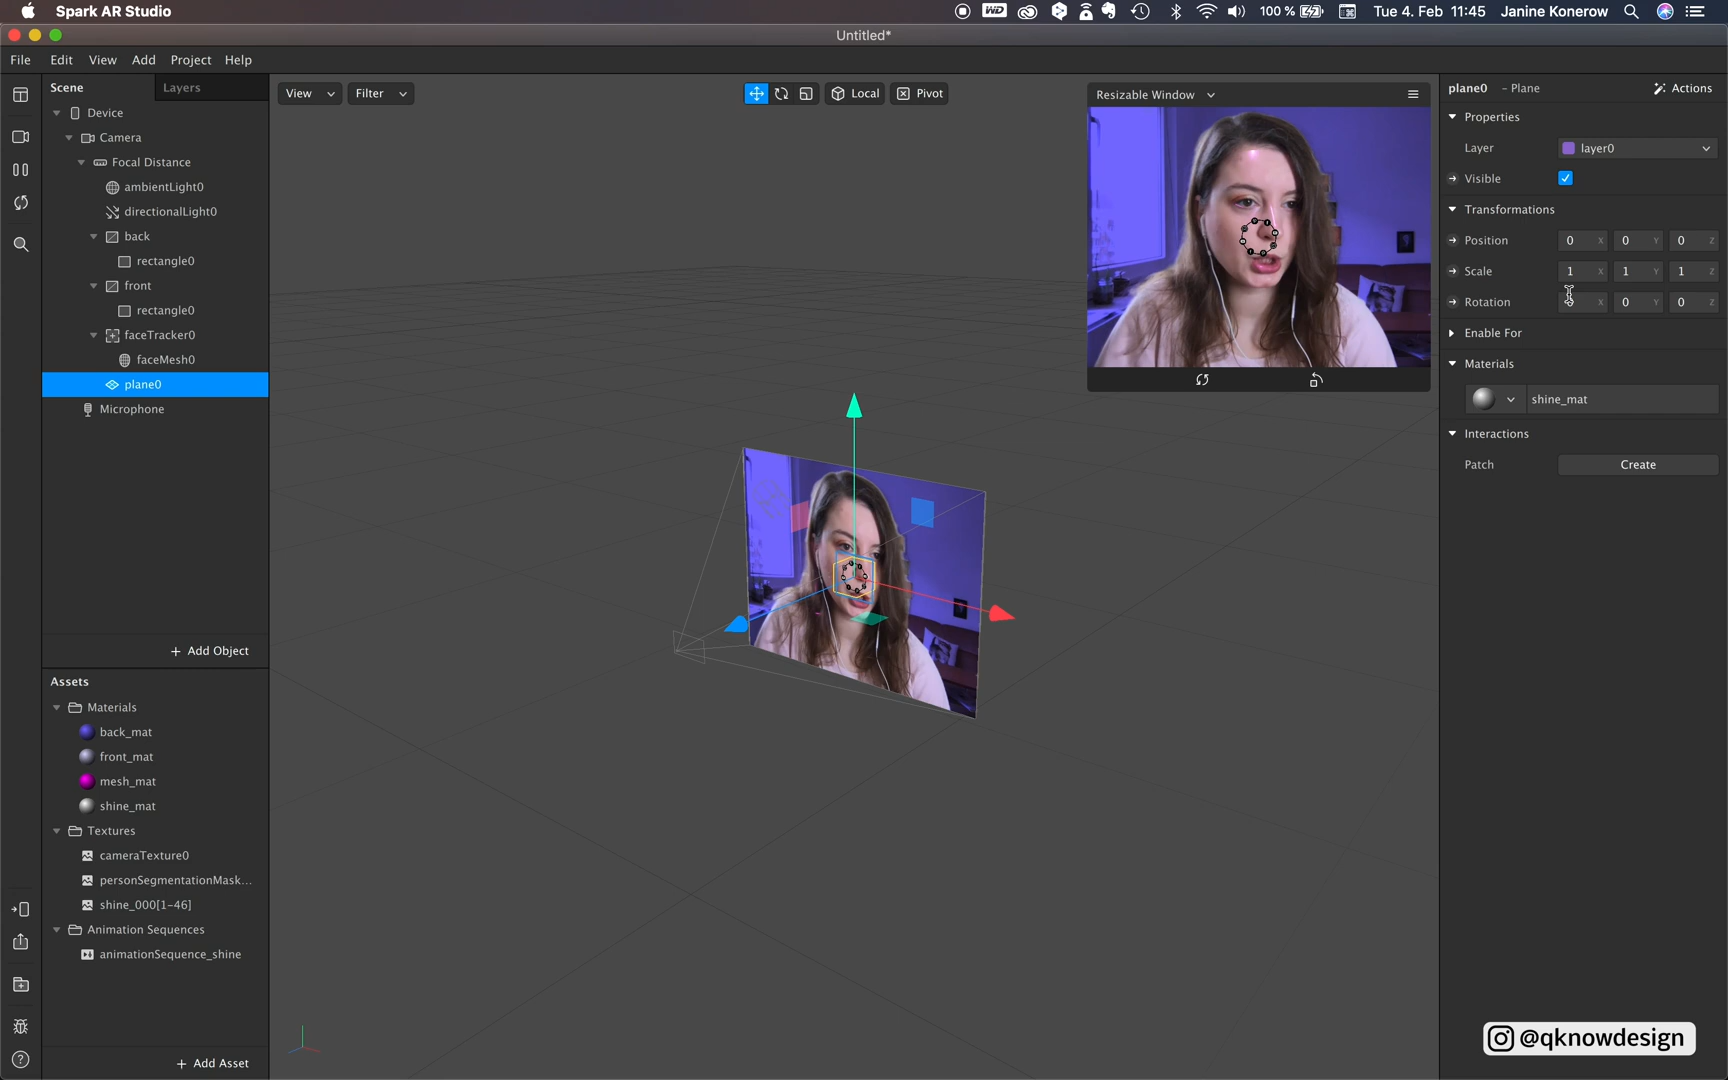 Spark AR Studio
WD
100 %
Tue 4. Feb 11:45
Janine Konerow
Untitled*
File Edit View Add Project Help
Scene
Layers
Device
Camera
Focal Distance
ambientLight0
directionalLight0
back
rectangle0
front
rectangle0
faceTracker0
faceMesh0
plane0
Microphone
+ Add Object
Assets
Materials
back_mat
front_mat
mesh_mat
shine_mat
Textures
cameraTexture0
personSegmentationMask...
shine_000[1-46]
Animation Sequences
animationSequence_shine
+ Add Asset
View
Filter
Local
Pivot
Resizable Window
plane0 - Plane
Actions
Properties
Layer layer0
Visible
Transformations
Position 0 X 0 Y 0 Z
Scale 1 X 1 Y 1 Z
Rotation X 0 Y 0 Z
Enable For
Materials
shine_mat
Interactions
Patch Create
@qknowdesign